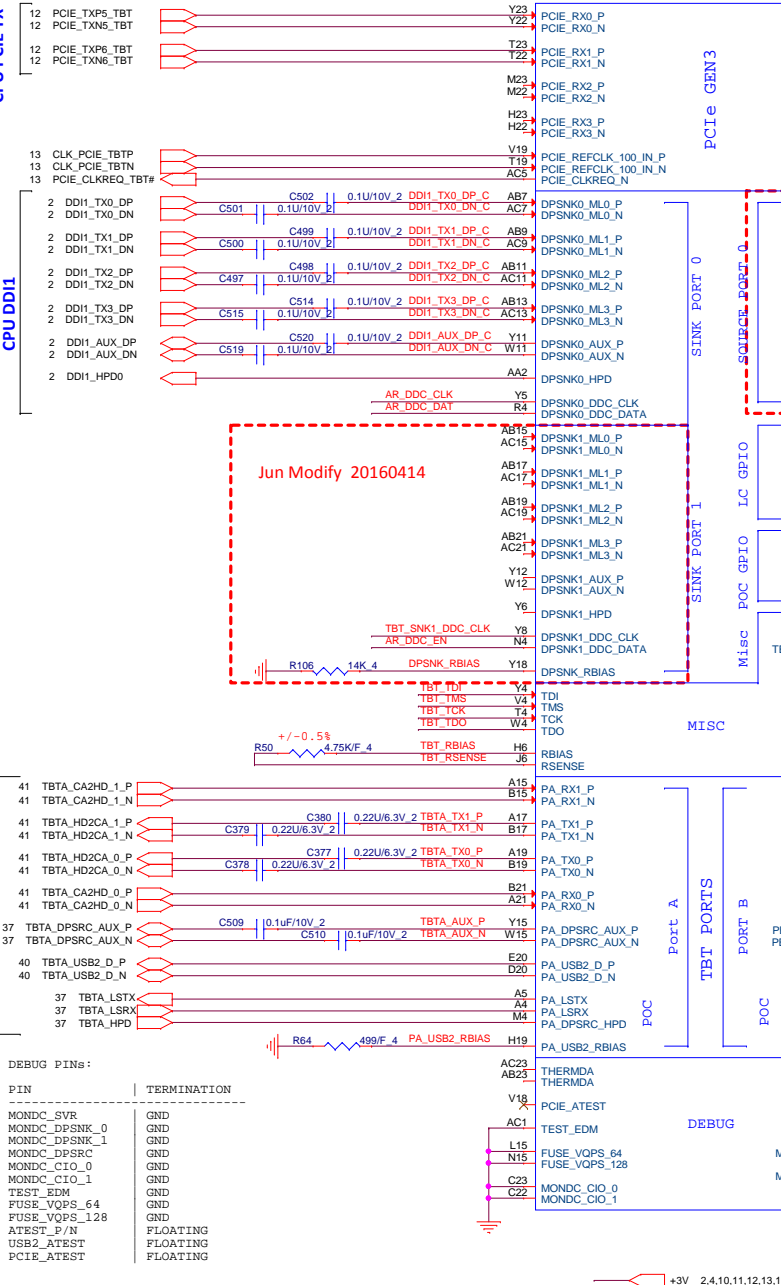 CPU PCIE TX
12 PCIE_TXP5_TBT Y23 PCIE_RX0_P
12 PCIE_TXN5_TBT Y22 PCIE_RX0_N
12 PCIE_TXP6_TBT T23 PCIE_RX1_P
12 PCIE_TXN6_TBT T22 PCIE_RX1_N
M23 PCIE_RX2_P
M22 PCIE_RX2_N
H23 PCIE_RX3_P
H22 PCIE_RX3_N
PCIe GEN3
13 CLK_PCIE_TBTP V19 PCIE_REFCLK_100_IN_P
13 CLK_PCIE_TBTN T19 PCIE_REFCLK_100_IN_N
13 PCIE_CLKREQ_TBT# AC5 PCIE_CLKREQ_N
CPU DDI1
2 DDI1_TX0_DP C502 0.1U/10V_2 DDI1_TX0_DP_C AB7 DPSNK0_ML0_P
2 DDI1_TX0_DN C501 0.1U/10V_2 DDI1_TX0_DN_C AC7 DPSNK0_ML0_N
2 DDI1_TX1_DP C499 0.1U/10V_2 DDI1_TX1_DP_C AB9 DPSNK0_ML1_P
2 DDI1_TX1_DN C500 0.1U/10V_2 DDI1_TX1_DN_C AC9 DPSNK0_ML1_N
2 DDI1_TX2_DP C498 0.1U/10V_2 DDI1_TX2_DP_C AB11 DPSNK0_ML2_P
2 DDI1_TX2_DN C497 0.1U/10V_2 DDI1_TX2_DN_C AC11 DPSNK0_ML2_N
2 DDI1_TX3_DP C514 0.1U/10V_2 DDI1_TX3_DP_C AB13 DPSNK0_ML3_P
2 DDI1_TX3_DN C515 0.1U/10V_2 DDI1_TX3_DN_C AC13 DPSNK0_ML3_N
2 DDI1_AUX_DP C520 0.1U/10V_2 DDI1_AUX_DP_C Y11 DPSNK0_AUX_P
2 DDI1_AUX_DN C519 0.1U/10V_2 DDI1_AUX_DN_C W11 DPSNK0_AUX_N
2 DDI1_HPD0 AA2 DPSNK0_HPD
AR_DDC_CLK Y5 DPSNK0_DDC_CLK
AR_DDC_DAT R4 DPSNK0_DDC_DATA
SINK PORT 0
SOURCE PORT 0
Jun Modify 20160414
AB15 DPSNK1_ML0_P
AC15 DPSNK1_ML0_N
AB17 DPSNK1_ML1_P
AC17 DPSNK1_ML1_N
AB19 DPSNK1_ML2_P
AC19 DPSNK1_ML2_N
AB21 DPSNK1_ML3_P
AC21 DPSNK1_ML3_N
Y12 DPSNK1_AUX_P
W12 DPSNK1_AUX_N
Y6 DPSNK1_HPD
TBT_SNK1_DDC_CLK Y8 DPSNK1_DDC_CLK
AR_DDC_EN N4 DPSNK1_DDC_DATA
R106 14K_4 DPSNK_RBIAS Y18 DPSNK_RBIAS
SINK PORT 1
LC GPIO
POC GPIO
Misc
TBT_TDI Y4 TDI
TBT_TMS V4 TMS
TBT_TCK T4 TCK
TBT_TDO W4 TDO
MISC
+/-0.5%
R50 4.75K/F_4 TBT_RBIAS H6 RBIAS
TBT_RSENSE J6 RSENSE
41 TBTA_CA2HD_1_P A15 PA_RX1_P
41 TBTA_CA2HD_1_N B15 PA_RX1_N
41 TBTA_HD2CA_1_P C380 0.22U/6.3V_2 TBTA_TX1_P A17 PA_TX1_P
41 TBTA_HD2CA_1_N C379 0.22U/6.3V_2 TBTA_TX1_N B17 PA_TX1_N
41 TBTA_HD2CA_0_P C377 0.22U/6.3V_2 TBTA_TX0_P A19 PA_TX0_P
41 TBTA_HD2CA_0_N C378 0.22U/6.3V_2 TBTA_TX0_N B19 PA_TX0_N
41 TBTA_CA2HD_0_P B21 PA_RX0_P
41 TBTA_CA2HD_0_N A21 PA_RX0_N
37 TBTA_DPSRC_AUX_P C509 0.1uF/10V_2 TBTA_AUX_P Y15 PA_DPSRC_AUX_P
37 TBTA_DPSRC_AUX_N C510 0.1uF/10V_2 TBTA_AUX_N W15 PA_DPSRC_AUX_N
40 TBTA_USB2_D_P E20 PA_USB2_D_P
40 TBTA_USB2_D_N D20 PA_USB2_D_N
37 TBTA_LSTX A5 PA_LSTX
37 TBTA_LSRX A4 PA_LSRX
37 TBTA_HPD M4 PA_DPSRC_HPD
R64 499/F_4 PA_USB2_RBIAS H19 PA_USB2_RBIAS
Port A
TBT PORTS
PORT B
POC
POC
AC23 THERMDA
AB23 THERMDA
V18 PCIE_ATEST
AC1 TEST_EDM
L15 FUSE_VQPS_64
N15 FUSE_VQPS_128
C23 MONDC_CIO_0
C22 MONDC_CIO_1
DEBUG
DEBUG PINs:
PIN | TERMINATION
MONDC_SVR | GND
MONDC_DPSNK_0 | GND
MONDC_DPSNK_1 | GND
MONDC_DPSRC | GND
MONDC_CIO_0 | GND
MONDC_CIO_1 | GND
TEST_EDM | GND
FUSE_VQPS_64 | GND
FUSE_VQPS_128 | GND
ATEST_P/N | FLOATING
USB2_ATEST | FLOATING
PCIE_ATEST | FLOATING
+3V 2,4,10,11,12,13,1